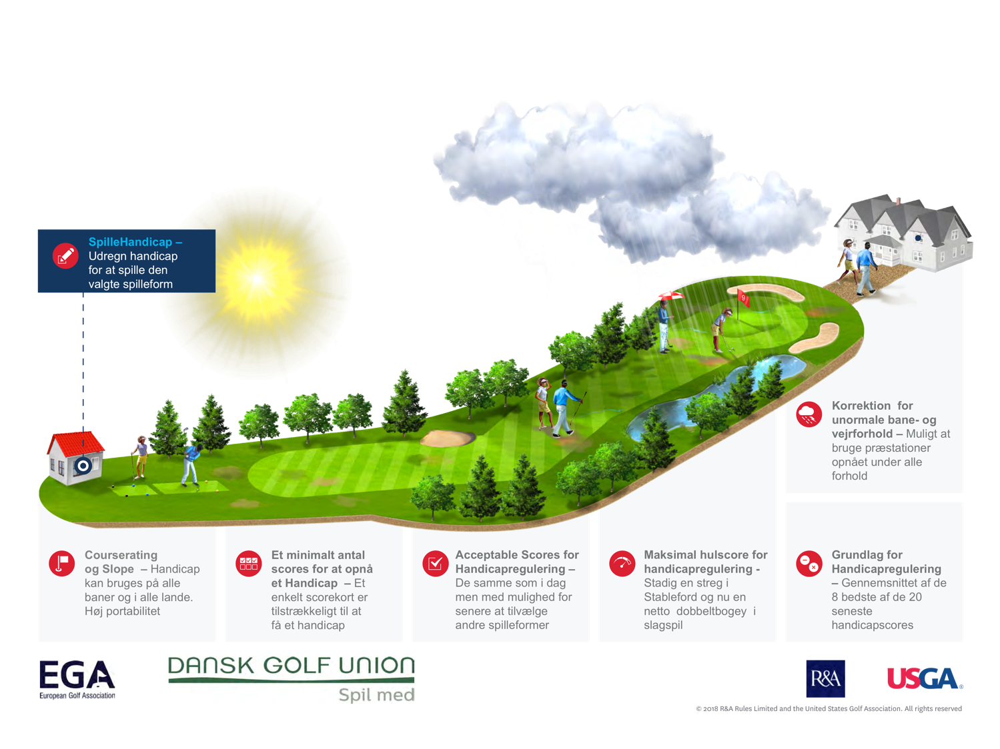 SpilleHandicap –
Udregn handicap
for at spille den
valgte spilleform
9
Korrektion for
unormale bane- og
vejrforhold – Muligt at
bruge præstationer
opnået under alle
forhold
Courserating
og Slope – Handicap
kan bruges på alle
baner og i alle lande.
Høj portabilitet
Et minimalt antal
scores for at opnå
et Handicap – Et
enkelt scorekort er
tilstrækkeligt til at
få et handicap
Acceptable Scores for
Handicapregulering –
De samme som i dag
men med mulighed for
senere at tilvælge
andre spilleformer
Maksimal hulscore for
handicapregulering -
Stadig en streg i
Stableford og nu en
netto dobbeltbogey i
slagspil
Grundlag for
Handicapregulering
– Gennemsnittet af de
8 bedste af de 20
seneste
handicapscores
EGA
European Golf Association
DANSK GOLF UNION
Spil med
R&A
USGA®
© 2018 R&A Rules Limited and the United States Golf Association. All rights reserved